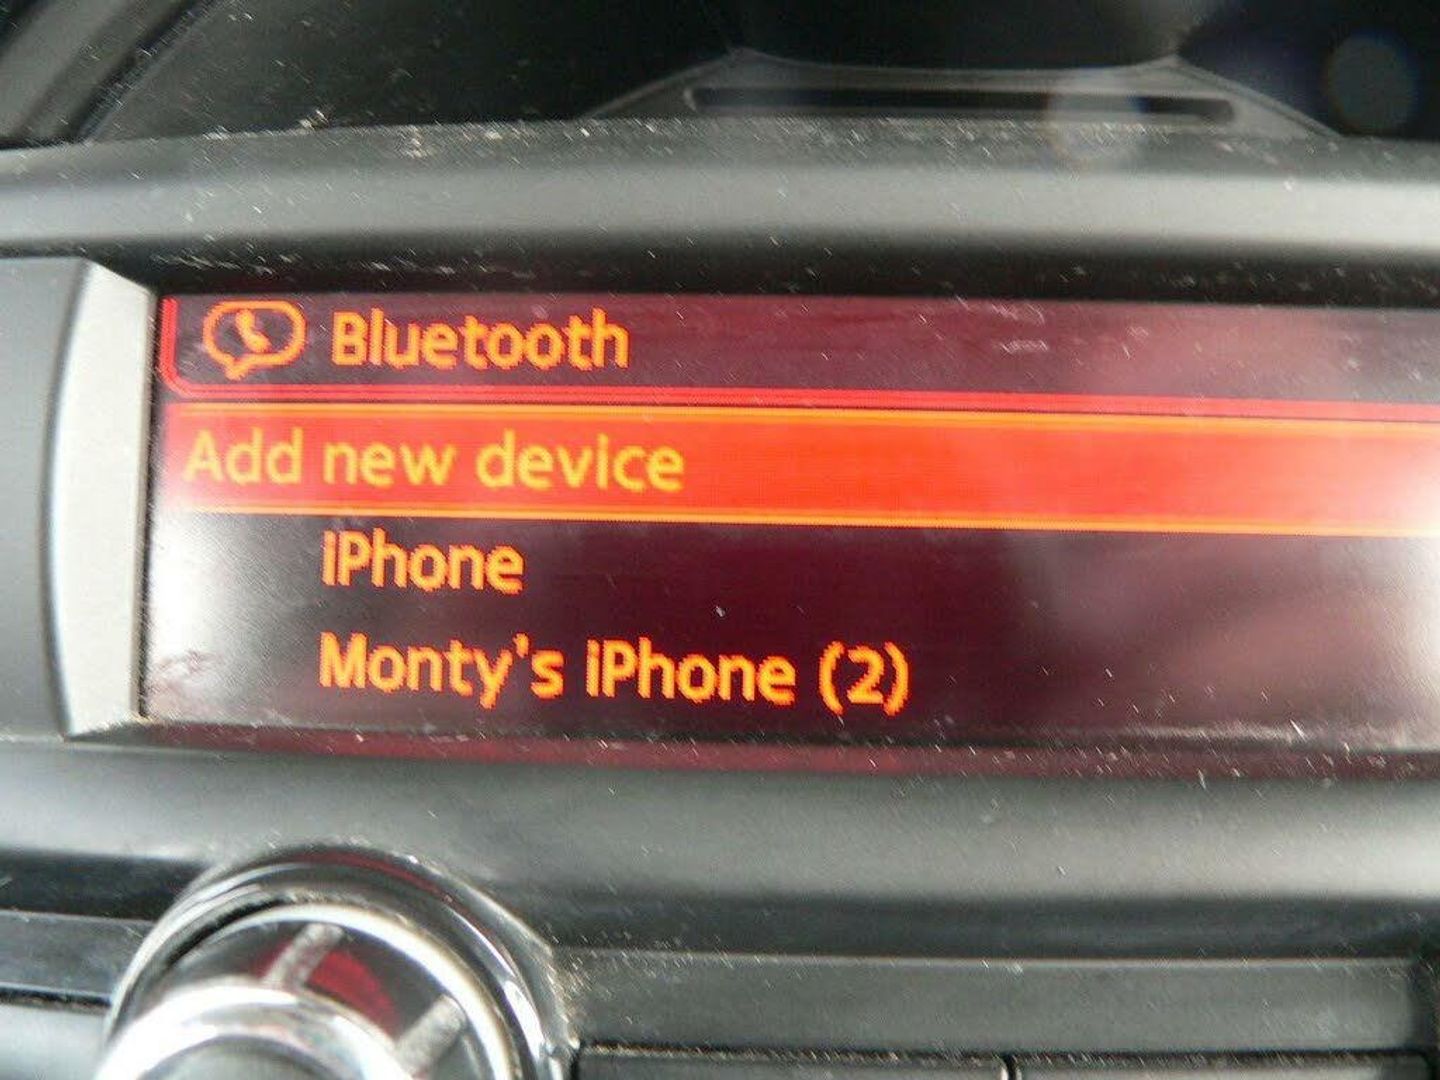 Bluetooth
Add new device
iPhone
Monty's iPhone (2)